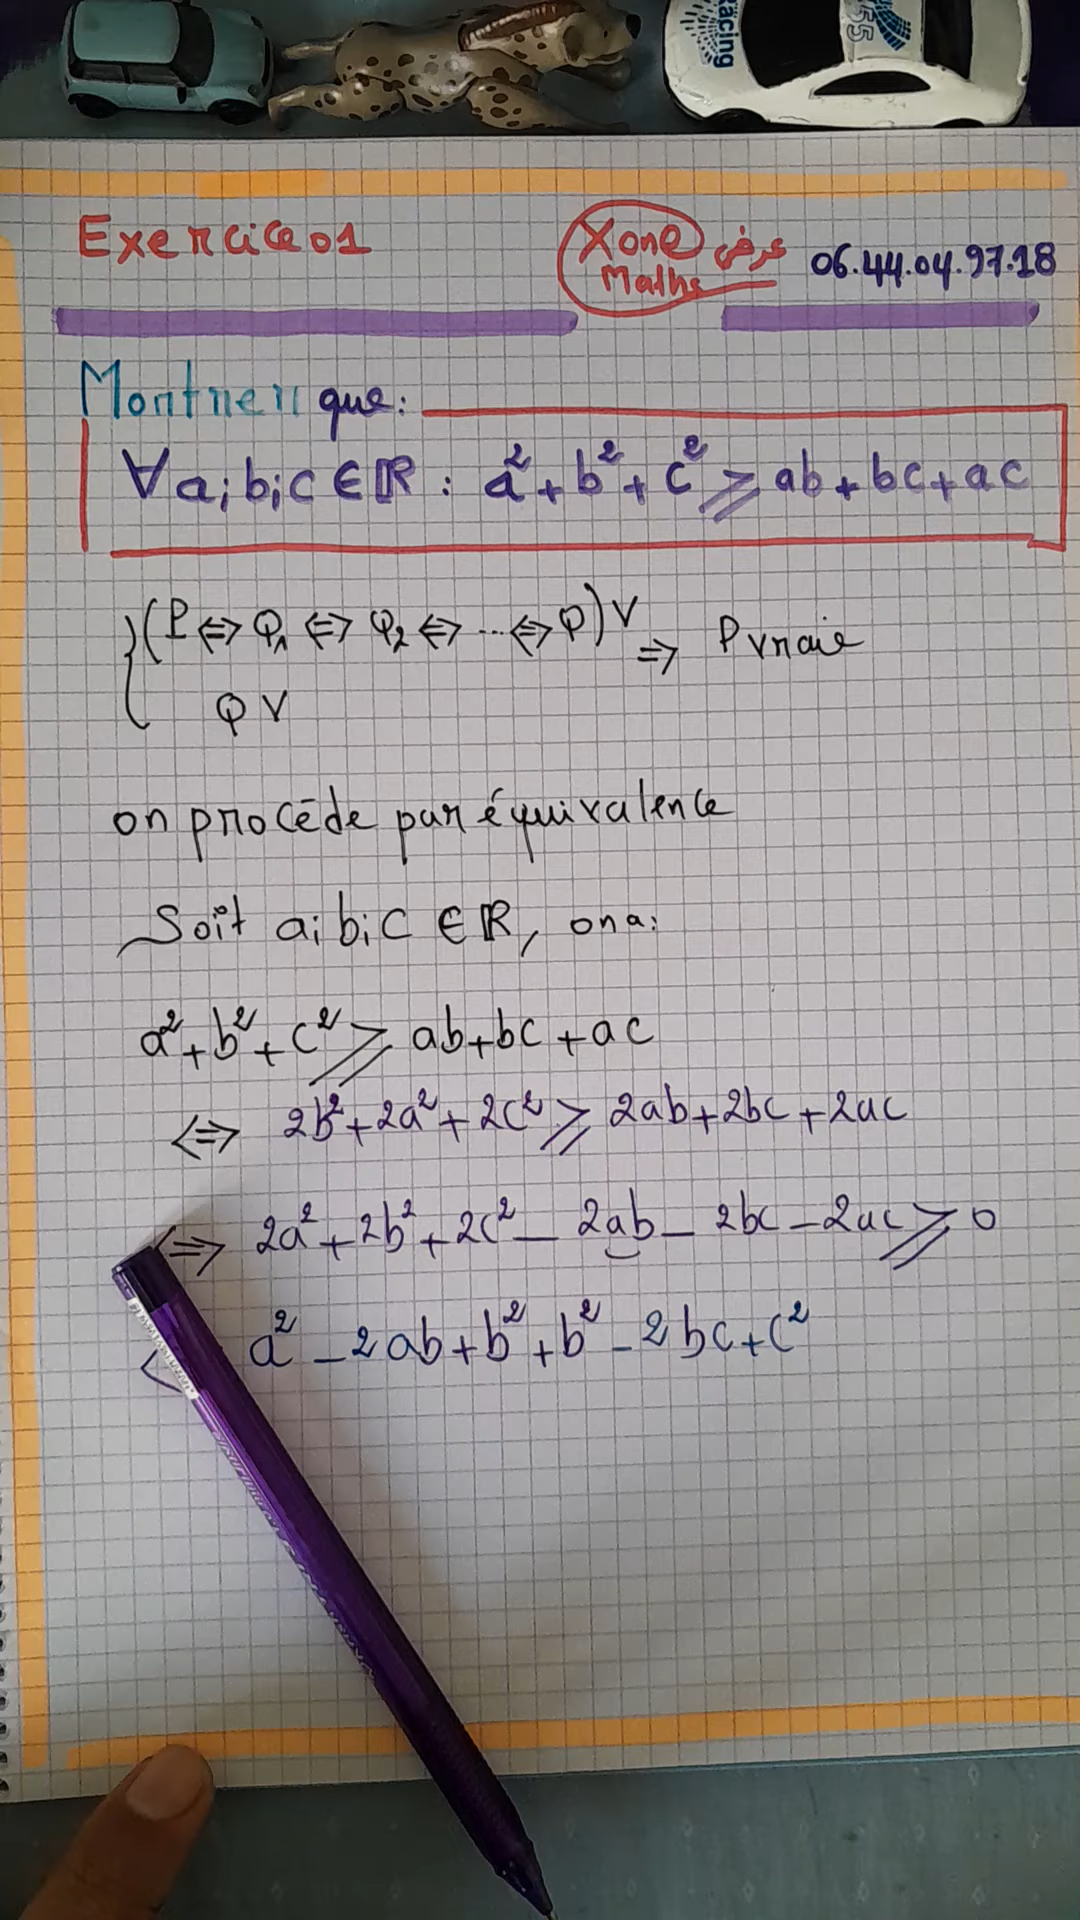 Racing
55
Exercice 01
Xone Maths عرض 06.44.04.97.18
Montrer que:
∀a;b;c ∈ ℝ : a² + b² + c² ⩾ ab + bc + ac
{(P ⇔ Q₁ ⇔ Q₂ ⇔ ... ⇔ Q) V ⇒ P vraie
Q V
on procède par équivalence
Soit a;b;c ∈ ℝ, on a:
a² + b² + c² ⩾ ab + bc + ac
⇔ 2b² + 2a² + 2c² ⩾ 2ab + 2bc + 2ac
⇔ 2a² + 2b² + 2c² - 2ab - 2bc - 2ac ⩾ 0
a² - 2ab + b² + b² - 2bc + c²